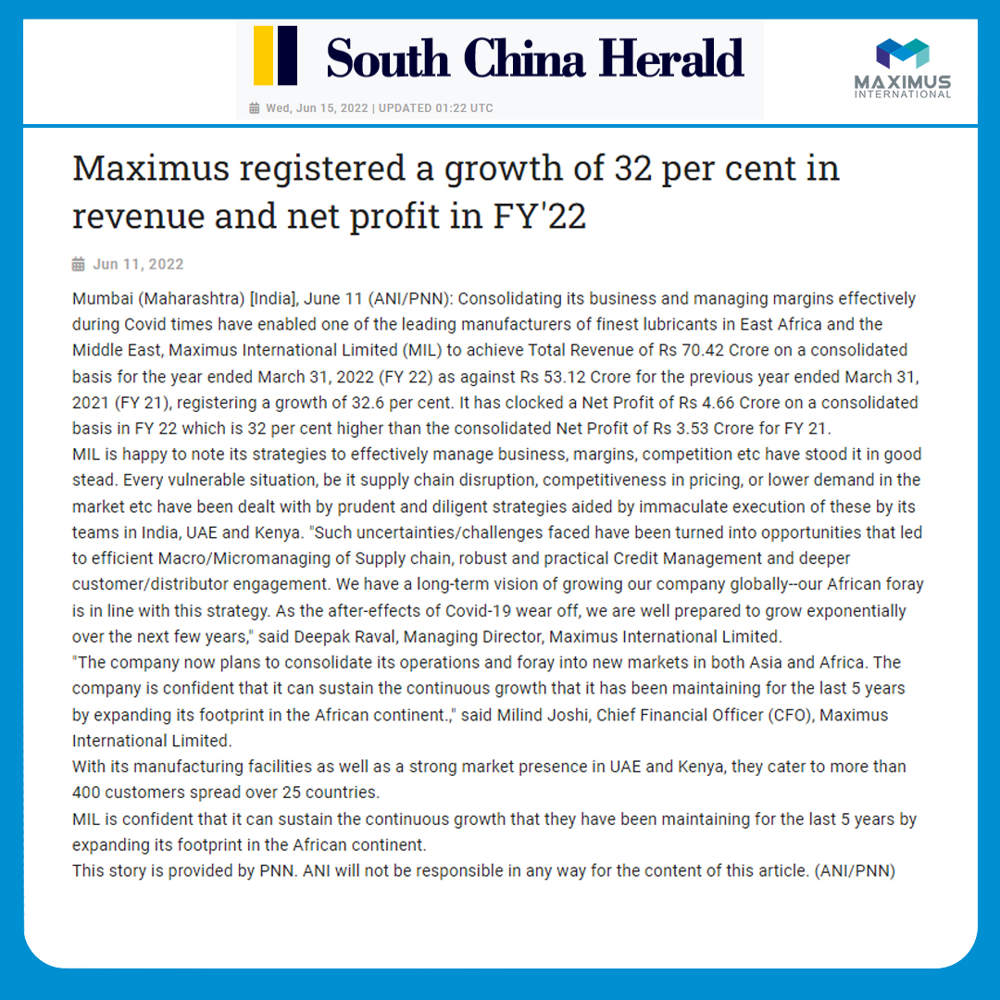 South China Herald
Wed, Jun 15, 2022 | UPDATED 01:22 UTC
MAXIMUS
INTERNATIONAL
Maximus registered a growth of 32 per cent in
revenue and net profit in FY'22
Jun 11, 2022
Mumbai (Maharashtra) [India], June 11 (ANI/PNN): Consolidating its business and managing margins effectively
during Covid times have enabled one of the leading manufacturers of finest lubricants in East Africa and the
Middle East, Maximus International Limited (MIL) to achieve Total Revenue of Rs 70.42 Crore on a consolidated
basis for the year ended March 31, 2022 (FY 22) as against Rs 53.12 Crore for the previous year ended March 31,
2021 (FY 21), registering a growth of 32.6 per cent. It has clocked a Net Profit of Rs 4.66 Crore on a consolidated
basis in FY 22 which is 32 per cent higher than the consolidated Net Profit of Rs 3.53 Crore for FY 21.
MIL is happy to note its strategies to effectively manage business, margins, competition etc have stood it in good
stead. Every vulnerable situation, be it supply chain disruption, competitiveness in pricing, or lower demand in the
market etc have been dealt with by prudent and diligent strategies aided by immaculate execution of these by its
teams in India, UAE and Kenya. "Such uncertainties/challenges faced have been turned into opportunities that led
to efficient Macro/Micromanaging of Supply chain, robust and practical Credit Management and deeper
customer/distributor engagement. We have a long-term vision of growing our company globally--our African foray
is in line with this strategy. As the after-effects of Covid-19 wear off, we are well prepared to grow exponentially
over the next few years," said Deepak Raval, Managing Director, Maximus International Limited.
"The company now plans to consolidate its operations and foray into new markets in both Asia and Africa. The
company is confident that it can sustain the continuous growth that it has been maintaining for the last 5 years
by expanding its footprint in the African continent.," said Milind Joshi, Chief Financial Officer (CFO), Maximus
International Limited.
With its manufacturing facilities as well as a strong market presence in UAE and Kenya, they cater to more than
400 customers spread over 25 countries.
MIL is confident that it can sustain the continuous growth that they have been maintaining for the last 5 years by
expanding its footprint in the African continent.
This story is provided by PNN. ANI will not be responsible in any way for the content of this article. (ANI/PNN)